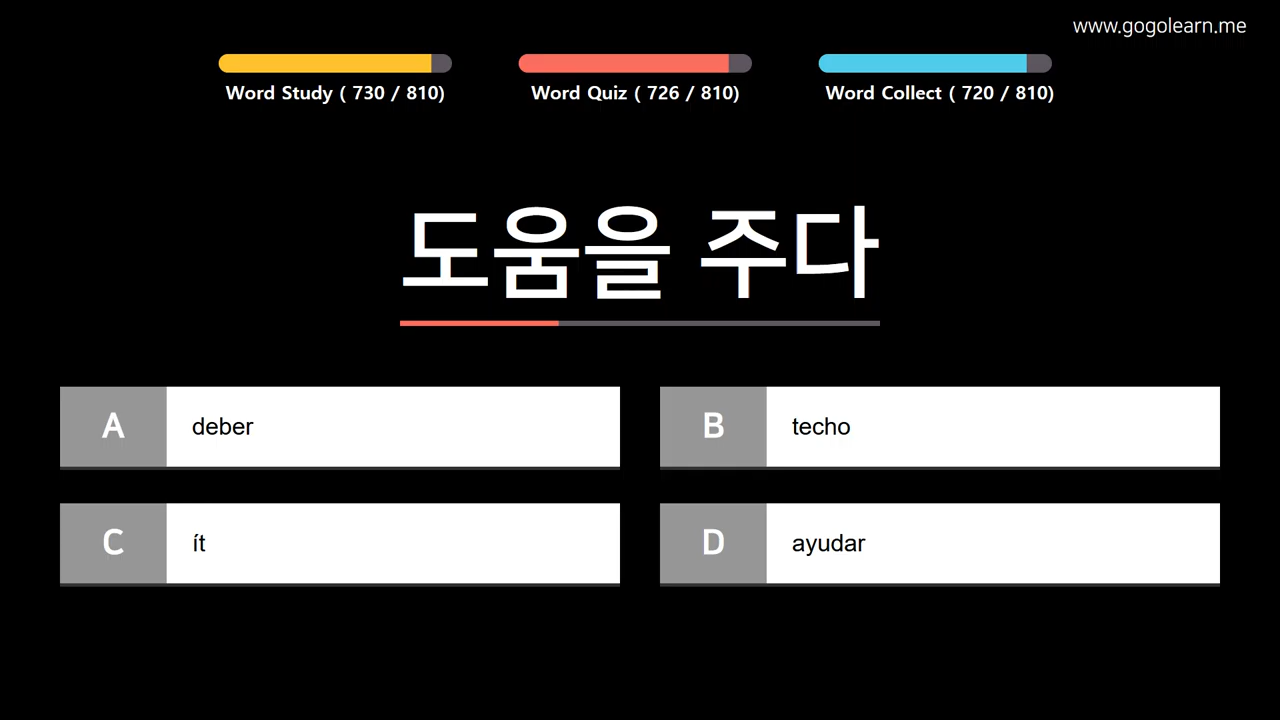 www.gogolearn.me
Word Study ( 730 / 810)
Word Quiz ( 726 / 810)
Word Collect ( 720 / 810)
도움을 주다
A deber
B techo
C ít
D ayudar